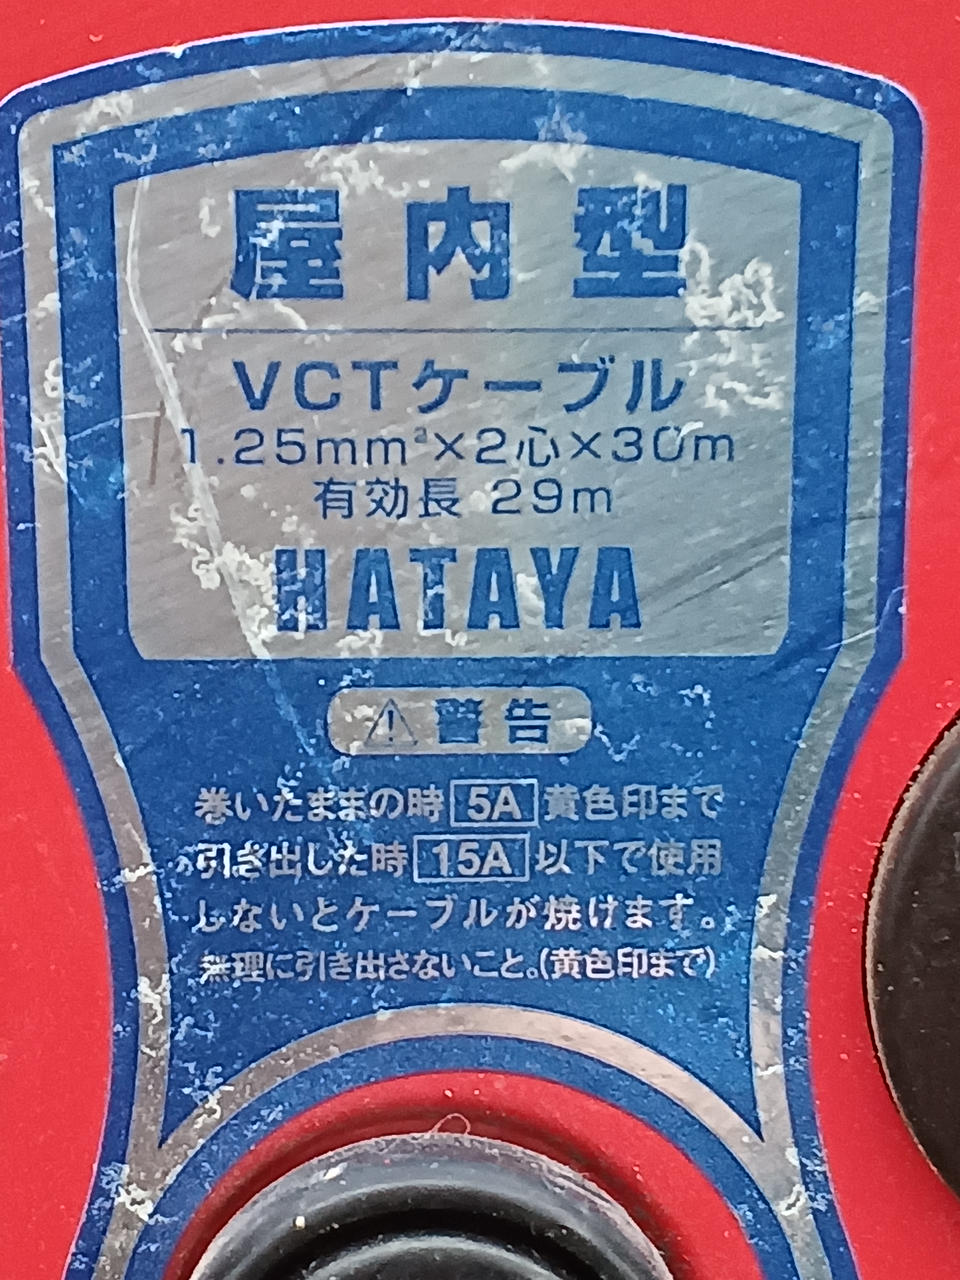 屋内型
VCTケーブル
1.25mm²×2心×30m
有効長 29m
HATAYA
⚠ 警告
巻いたままの時 5A 黄色印まで
引き出した時 15A 以下で使用
しないとケーブルが焼けます。
無理に引き出さないこと。(黄色印まで)